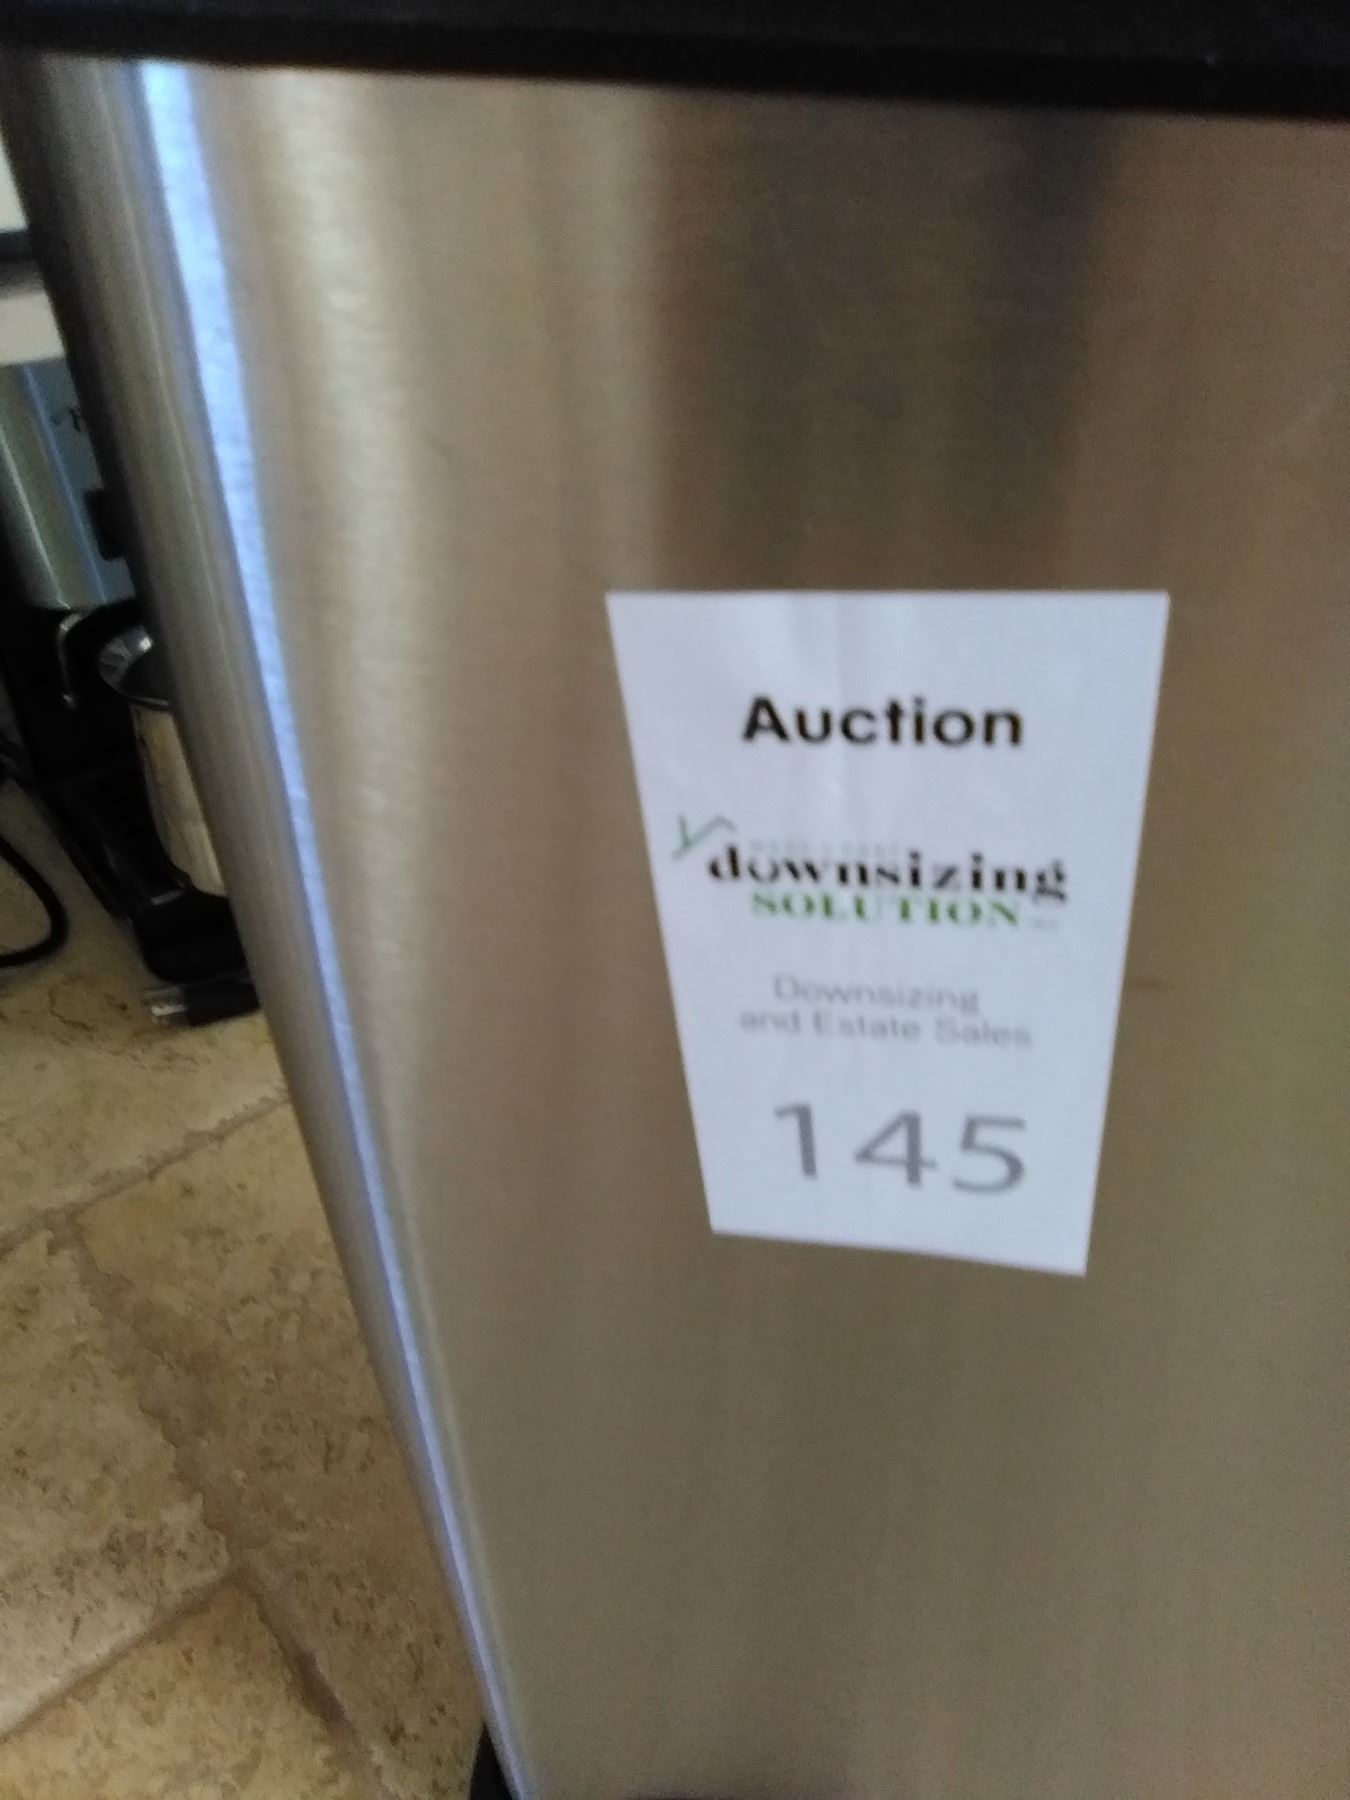 Auction
downsizing
SOLUTION
Downsizing
and Estate Sales
145